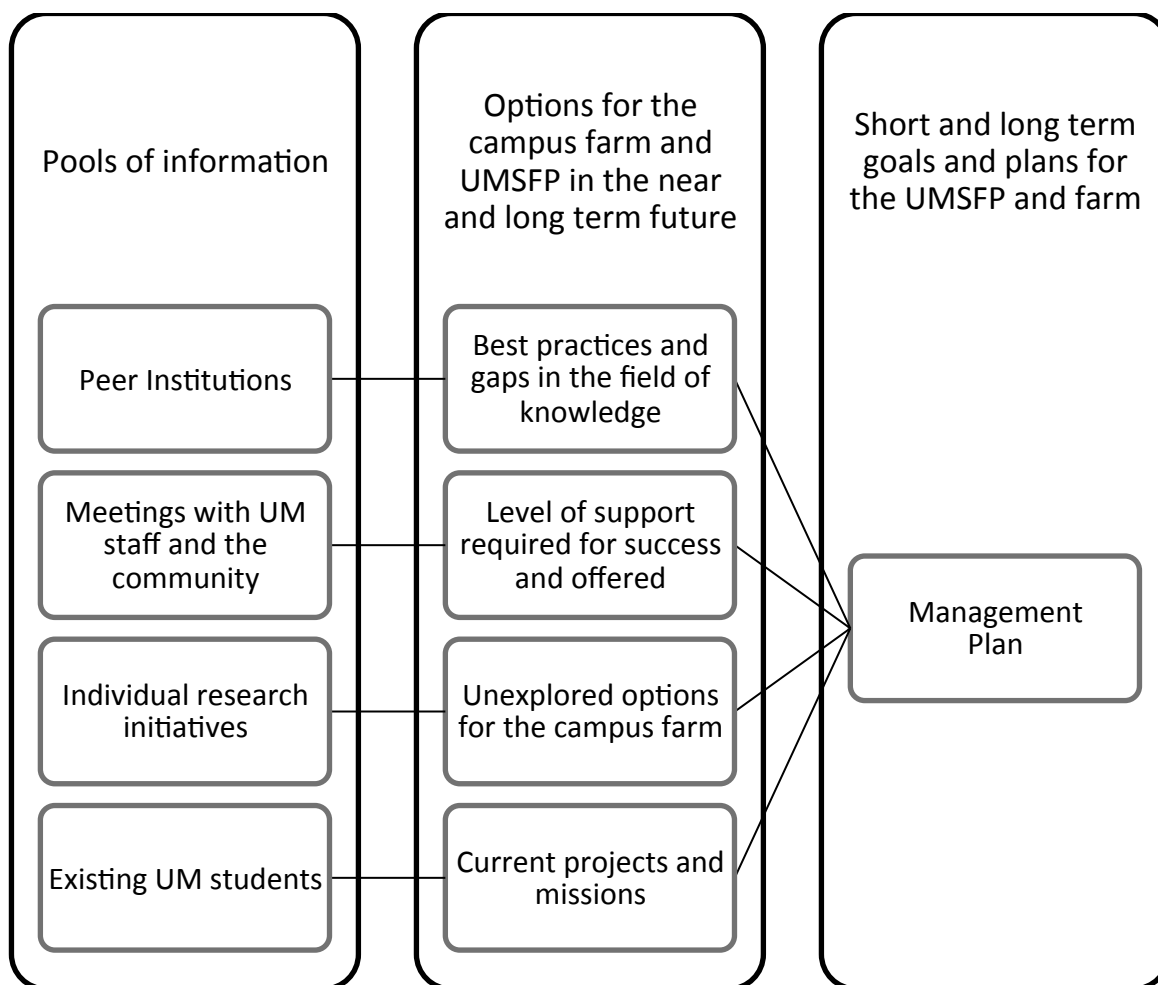 Pools of information
Peer Institutions
Meetings with UM
staff and the
community
Individual research
initiatives
Existing UM students
Options for the
campus farm and
UMSFP in the near
and long term future
Best practices and
gaps in the field of
knowledge
Level of support
required for success
and offered
Unexplored options
for the campus farm
Current projects and
missions
Short and long term
goals and plans for
the UMSFP and farm
Management
Plan